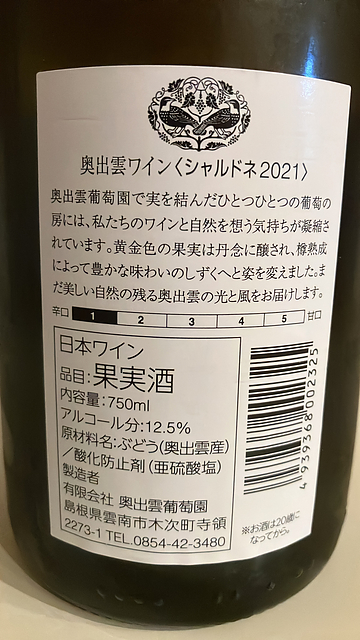 奥出雲ワイン〈シャルドネ2021〉
奥出雲葡萄園で実を結んだひとつひとつの葡萄の
房には、私たちのワインと自然を想う気持ちが凝縮さ
れています。黄金色の果実は丹念に醸され、樽熟成
によって豊かな味わいのしずくへと姿を変えました。ま
だ美しい自然の残る奥出雲の光と風をお届けします。
辛口 1 2 3 4 5 甘口
日本ワイン
品目:果実酒
内容量:750ml
アルコール分:12.5%
原材料名:ぶどう(奥出雲産)
/酸化防止剤(亜硫酸塩)
製造者
有限会社 奥出雲葡萄園
島根県雲南市木次町寺領
2273-1 TEL.0854-42-3480
4939368002325
※お酒は20歳に
なってから。